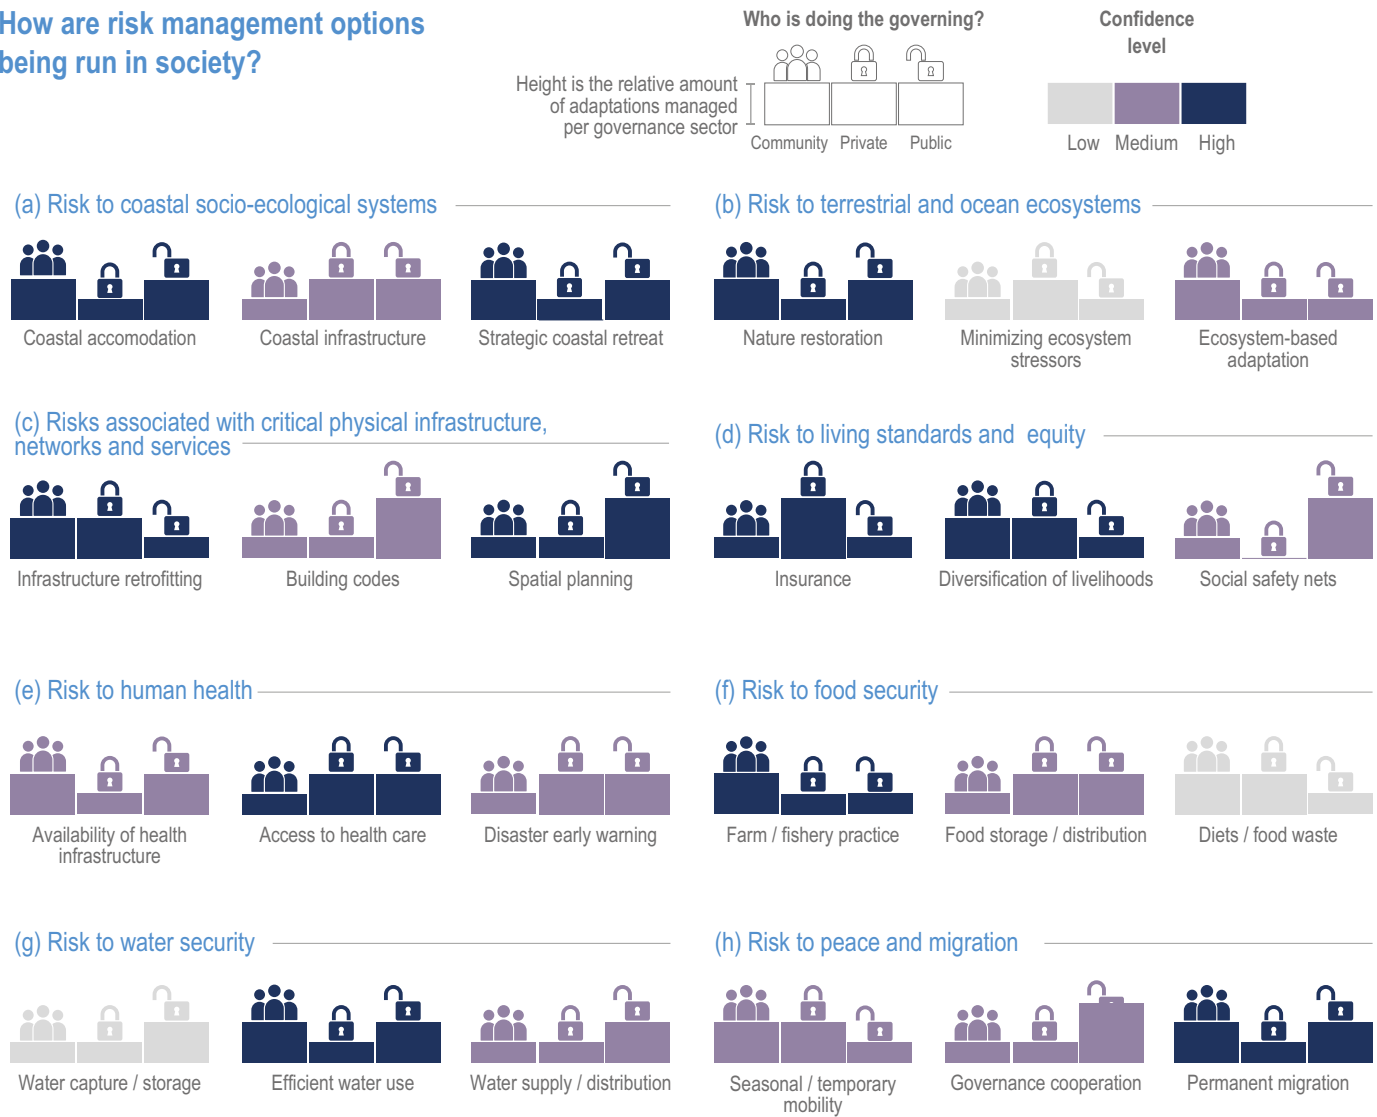 How are risk management options
being run in society?
Who is doing the governing?
Height is the relative amount
of adaptations managed
per governance sector
Community Private Public
Confidence
level
Low Medium High
(a) Risk to coastal socio-ecological systems
Coastal accomodation
Coastal infrastructure
Strategic coastal retreat
(b) Risk to terrestrial and ocean ecosystems
Nature restoration
Minimizing ecosystem
stressors
Ecosystem-based
adaptation
(c) Risks associated with critical physical infrastructure,
networks and services
Infrastructure retrofitting
Building codes
Spatial planning
(d) Risk to living standards and equity
Insurance
Diversification of livelihoods
Social safety nets
(e) Risk to human health
Availability of health
infrastructure
Access to health care
Disaster early warning
(f) Risk to food security
Farm / fishery practice
Food storage / distribution
Diets / food waste
(g) Risk to water security
Water capture / storage
Efficient water use
Water supply / distribution
(h) Risk to peace and migration
Seasonal / temporary
mobility
Governance cooperation
Permanent migration